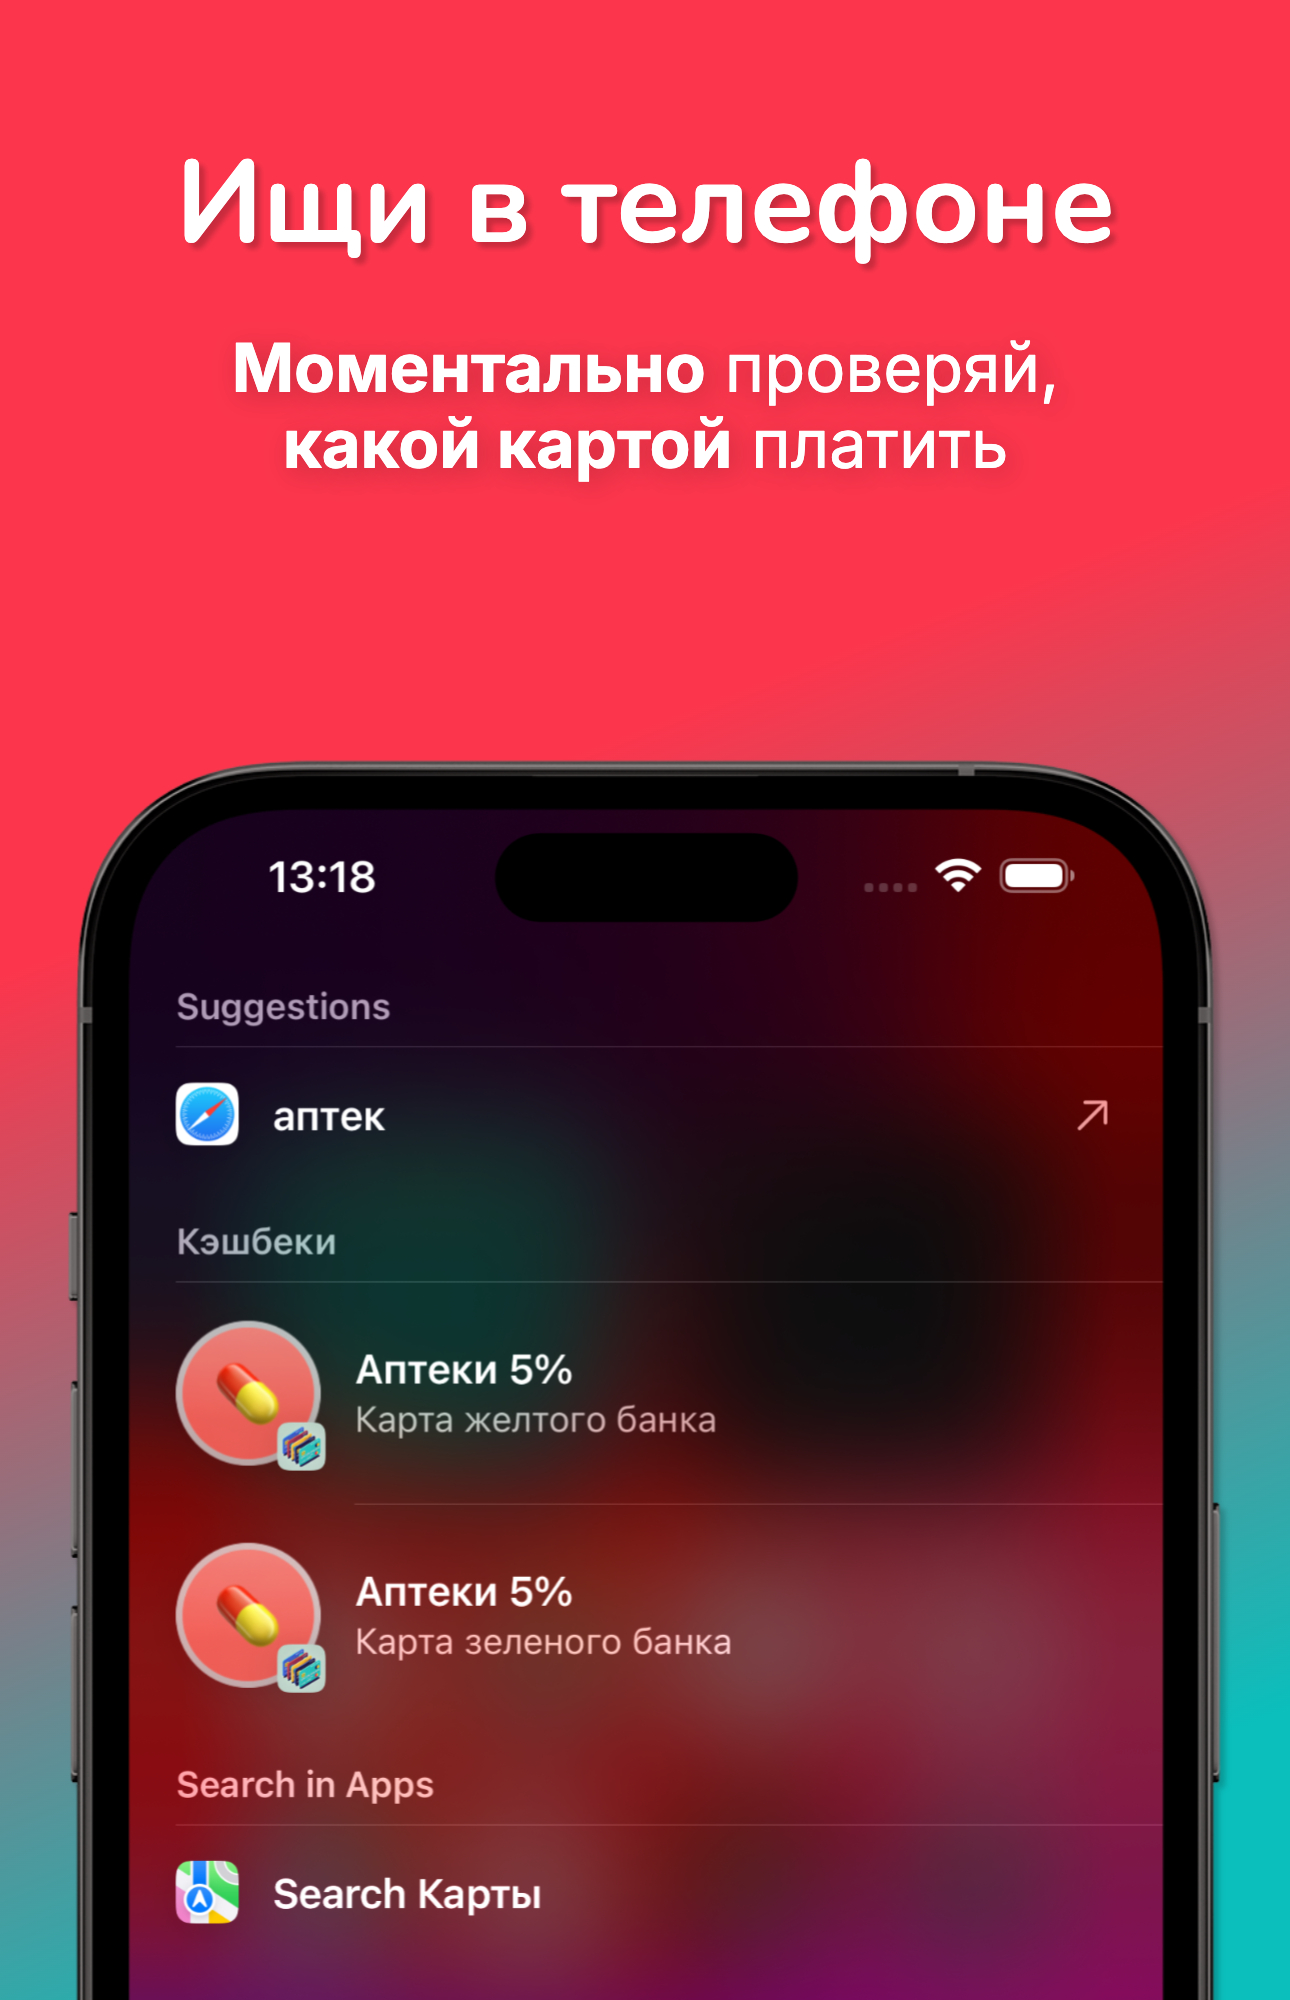 Ищи в телефоне
Моментально проверяй,
какой картой платить
13:18
Suggestions
аптек
Кэшбеки
Аптеки 5%
Карта желтого банка
Аптеки 5%
Карта зеленого банка
Search in Apps
Search Карты